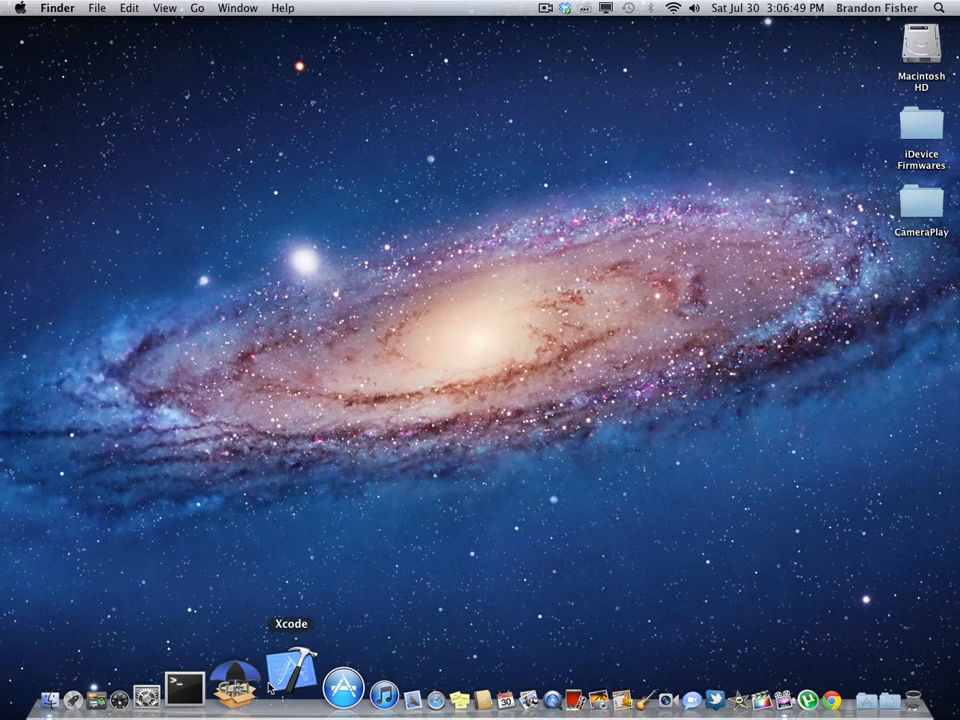 Finder File Edit View Go Window Help Sat Jul 30 3:06:49 PM Brandon Fisher
Macintosh
HD
iDevice
Firmwares
CameraPlay
Xcode
>_
30